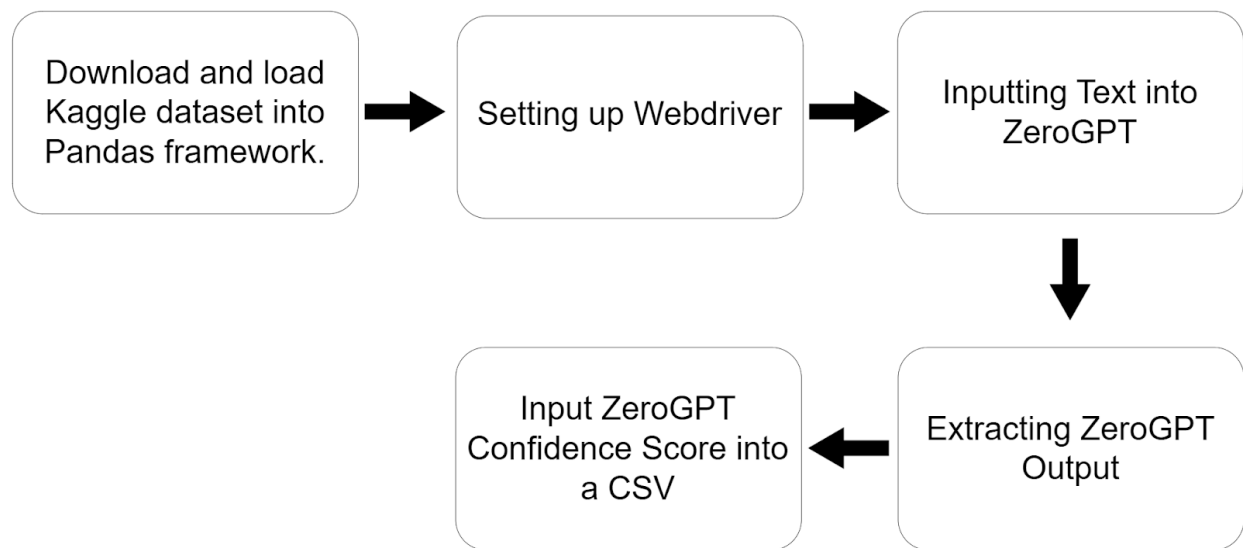 Download and load
Kaggle dataset into
Pandas framework.
Setting up Webdriver
Inputting Text into
ZeroGPT
Extracting ZeroGPT
Output
Input ZeroGPT
Confidence Score into
a CSV